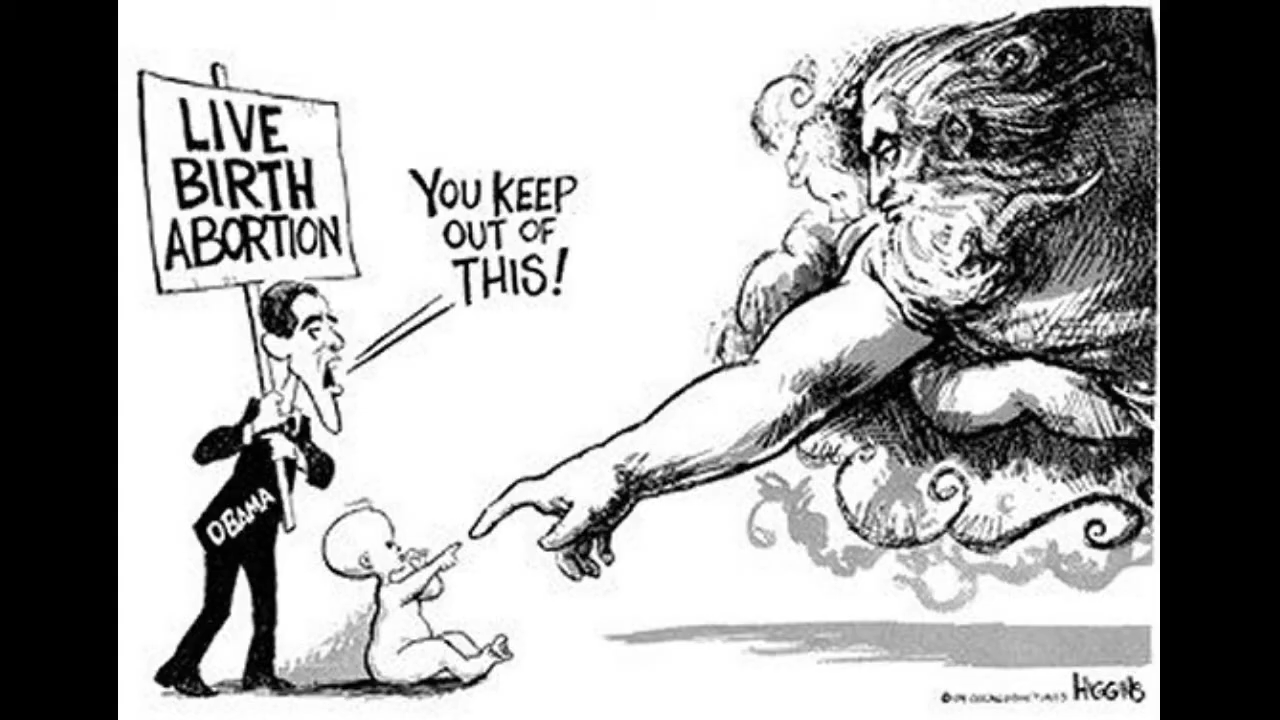 LIVE
BIRTH
ABORTION
YOU KEEP
OUT OF
THIS!
OBAMA
HIGGINS